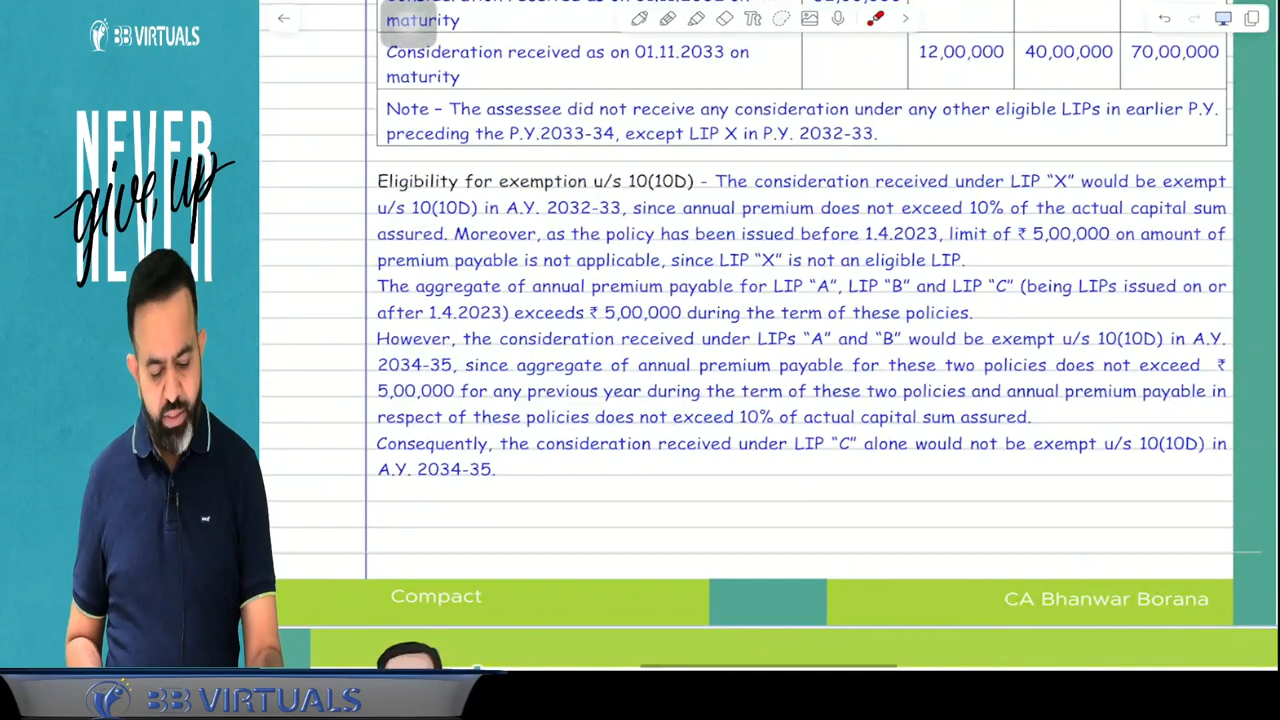 BB VIRTUALS
NEVER
give up
NEVER
maturity
Consideration received as on 01.11.2033 on
maturity
12,00,000
40,00,000
70,00,000
Note – The assessee did not receive any consideration under any other eligible LIPs in earlier P.Y.
preceding the P.Y.2033-34, except LIP X in P.Y. 2032-33.
Eligibility for exemption u/s 10(10D) - The consideration received under LIP “X” would be exempt
u/s 10(10D) in A.Y. 2032-33, since annual premium does not exceed 10% of the actual capital sum
assured. Moreover, as the policy has been issued before 1.4.2023, limit of ₹ 5,00,000 on amount of
premium payable is not applicable, since LIP “X” is not an eligible LIP.
The aggregate of annual premium payable for LIP “A”, LIP “B” and LIP “C” (being LIPs issued on or
after 1.4.2023) exceeds ₹ 5,00,000 during the term of these policies.
However, the consideration received under LIPs “A” and “B” would be exempt u/s 10(10D) in A.Y.
2034-35, since aggregate of annual premium payable for these two policies does not exceed ₹
5,00,000 for any previous year during the term of these two policies and annual premium payable in
respect of these policies does not exceed 10% of actual capital sum assured.
Consequently, the consideration received under LIP “C” alone would not be exempt u/s 10(10D) in
A.Y. 2034-35.
Compact
CA Bhanwar Borana
BB VIRTUALS